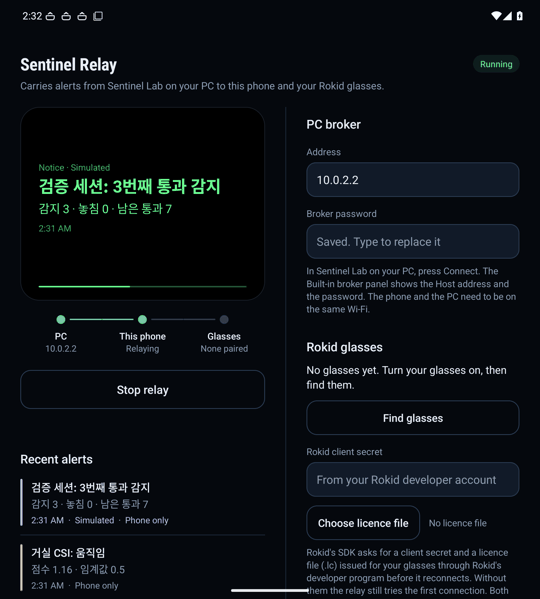 2:32
Sentinel Relay
Running
Carries alerts from Sentinel Lab on your PC to this phone and your Rokid glasses.
Notice · Simulated
검증 세션: 3번째 통과 감지
감지 3 · 놓침 0 · 남은 통과 7
2:31 AM
PC
10.0.2.2
This phone
Relaying
Glasses
None paired
Stop relay
Recent alerts
검증 세션: 3번째 통과 감지
감지 3 · 놓침 0 · 남은 통과 7
2:31 AM · Simulated · Phone only
거실 CSI: 움직임
점수 1.16 · 임계값 0.5
2:31 AM · Phone only
PC broker
Address
10.0.2.2
Broker password
Saved. Type to replace it
In Sentinel Lab on your PC, press Connect. The
Built-in broker panel shows the Host address and
the password. The phone and the PC need to be on
the same Wi-Fi.
Rokid glasses
No glasses yet. Turn your glasses on, then
find them.
Find glasses
Rokid client secret
From your Rokid developer account
Choose licence file
No licence file
Rokid's SDK asks for a client secret and a licence
file (.lc) issued for your glasses through Rokid's
developer program before it reconnects. Without
them the relay still tries the first connection. Both